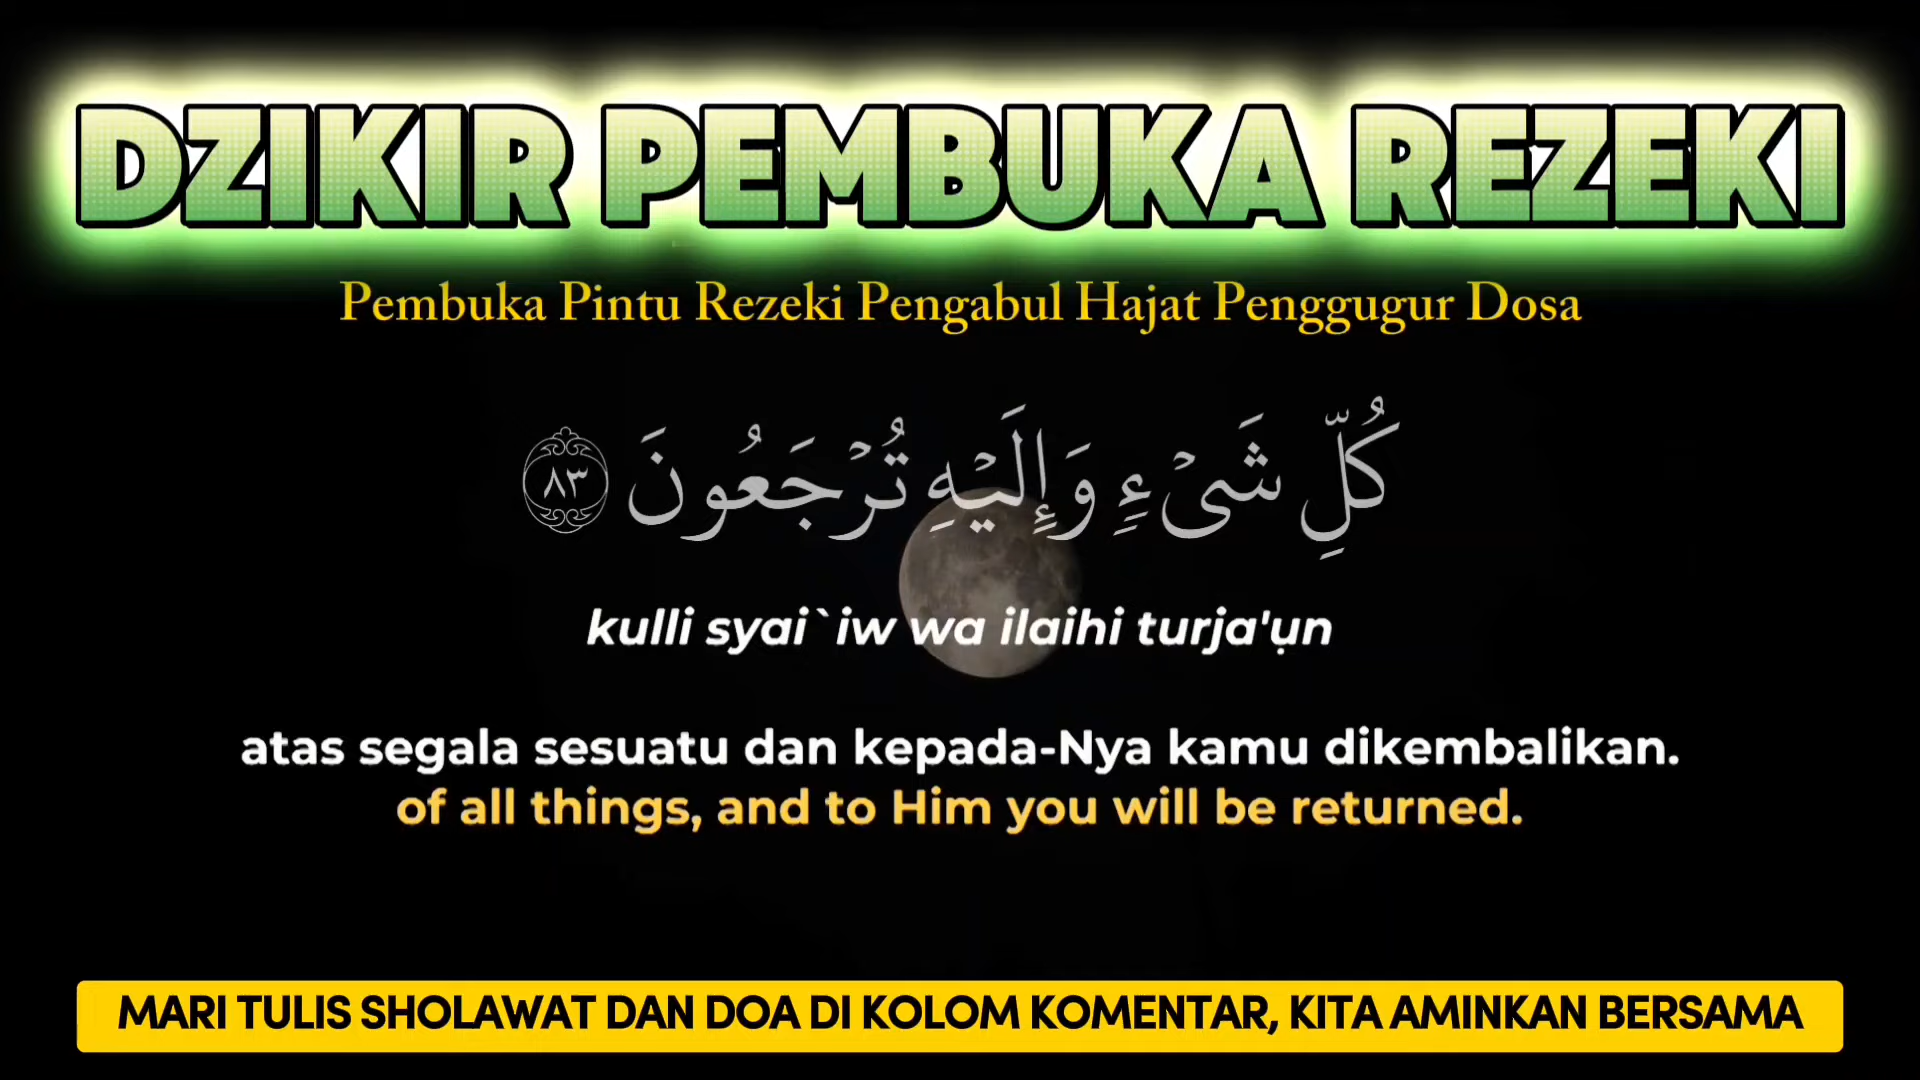 DZIKIR PEMBUKA REZEKI
Pembuka Pintu Rezeki Pengabul Hajat Penggugur Dosa
كُلِّ شَىْءٍ وَإِلَيْهِ تُرْجَعُونَ ٨٣
kulli syai`iw wa ilaihi turja'ụn
atas segala sesuatu dan kepada-Nya kamu dikembalikan.
of all things, and to Him you will be returned.
MARI TULIS SHOLAWAT DAN DOA DI KOLOM KOMENTAR, KITA AMINKAN BERSAMA